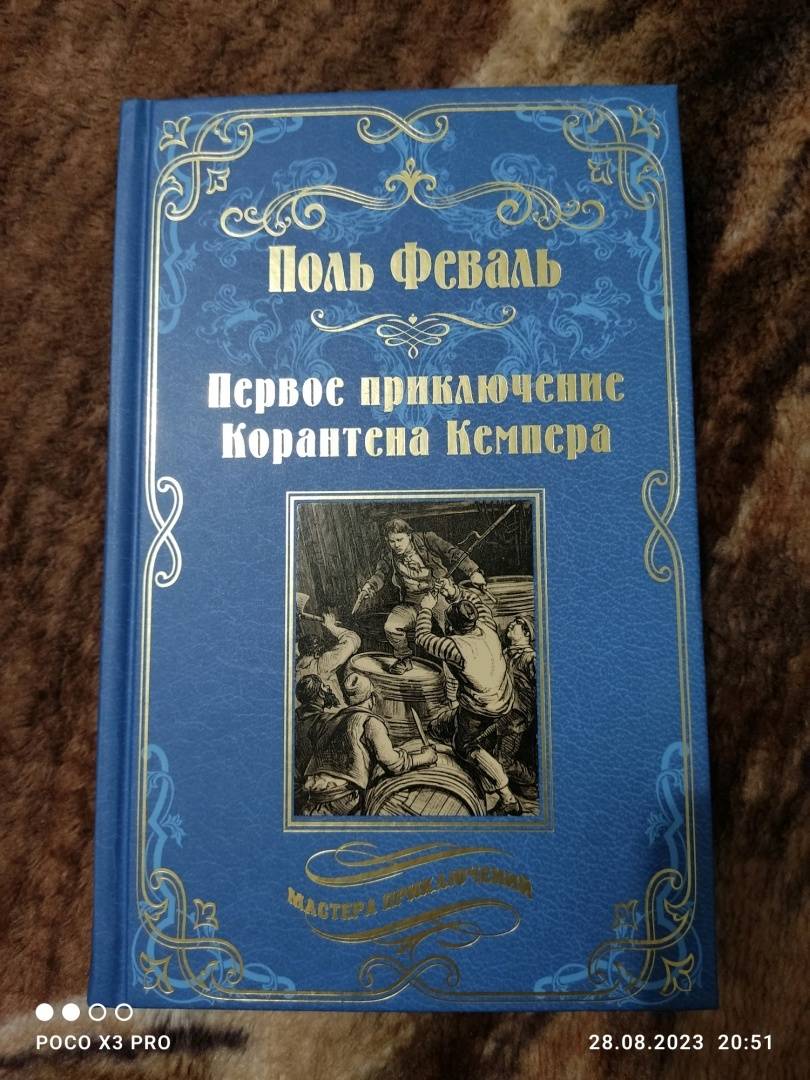 Поль Феваль
Первое приключение
Корантена Кемпера
МАСТЕРА ПРИКЛЮЧЕНИЙ
POCO X3 PRO
28.08.2023 20:51